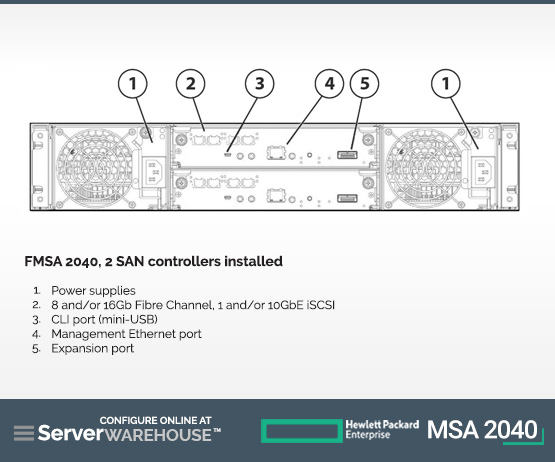 1 2 3 4 5 1
FMSA 2040, 2 SAN controllers installed
1. Power supplies
2. 8 and/or 16Gb Fibre Channel, 1 and/or 10GbE iSCSI
3. CLI port (mini-USB)
4. Management Ethernet port
5. Expansion port
CONFIGURE ONLINE AT
ServerWAREHOUSE™
Hewlett Packard
Enterprise
MSA 2040